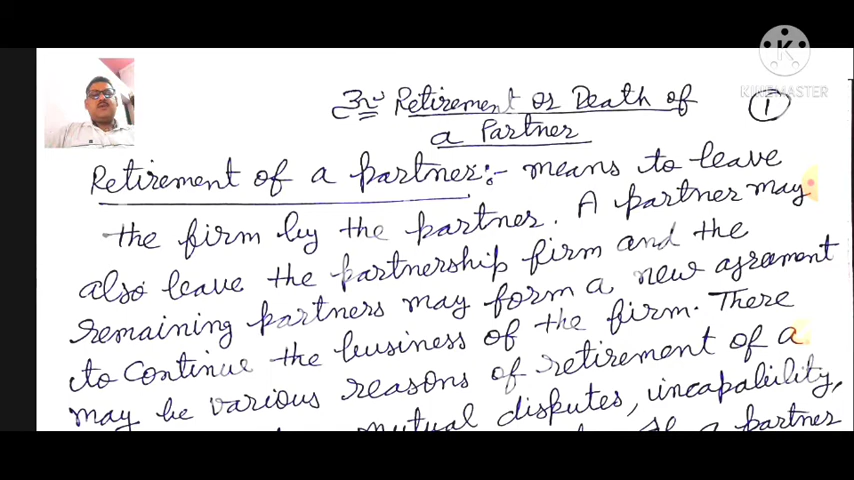 KINEMASTER
ॐ Retirement or Death of
1
a Partner
Retirement of a partner:- means to leave
the firm by the partner. A partner may
also leave the partnership firm and the
remaining partners may form a new agreement
to continue the business of the firm. There
may be various reasons of retirement of a
mutual disputes, incapability,
If a partner